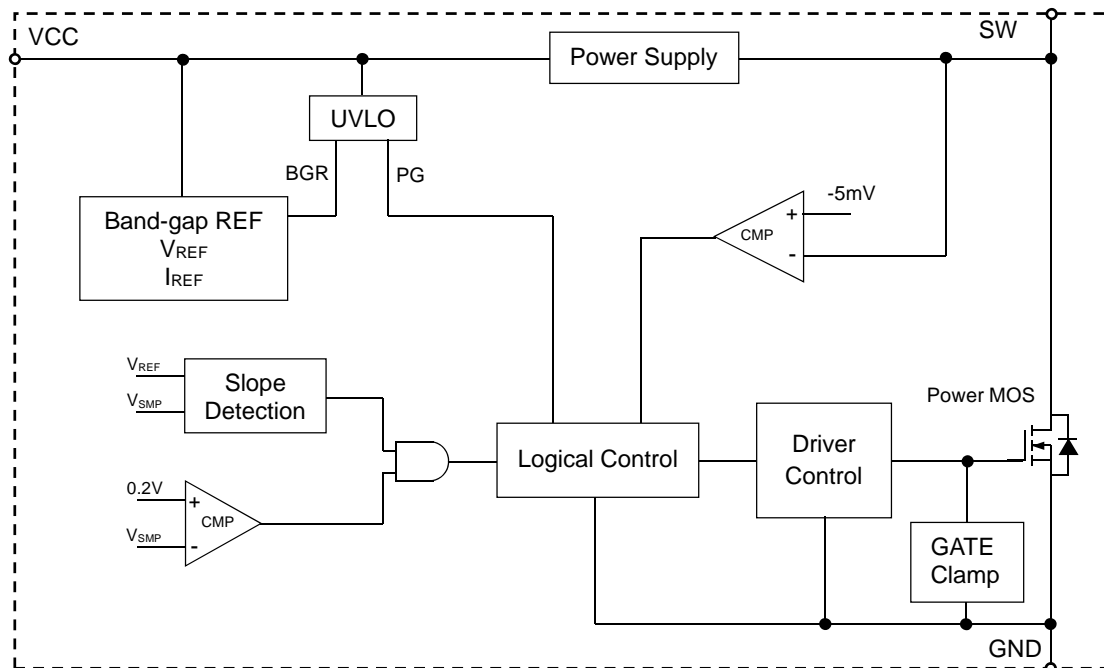 SW
VCC
Power Supply
UVLO
BGR
PG
-5mV
Band-gap REF
VREF
IREF
+
CMP
-
VREF
VSMP
Slope
Detection
Power MOS
Logical Control
Driver
Control
0.2V
+
CMP
VSMP
-
GATE
Clamp
GND